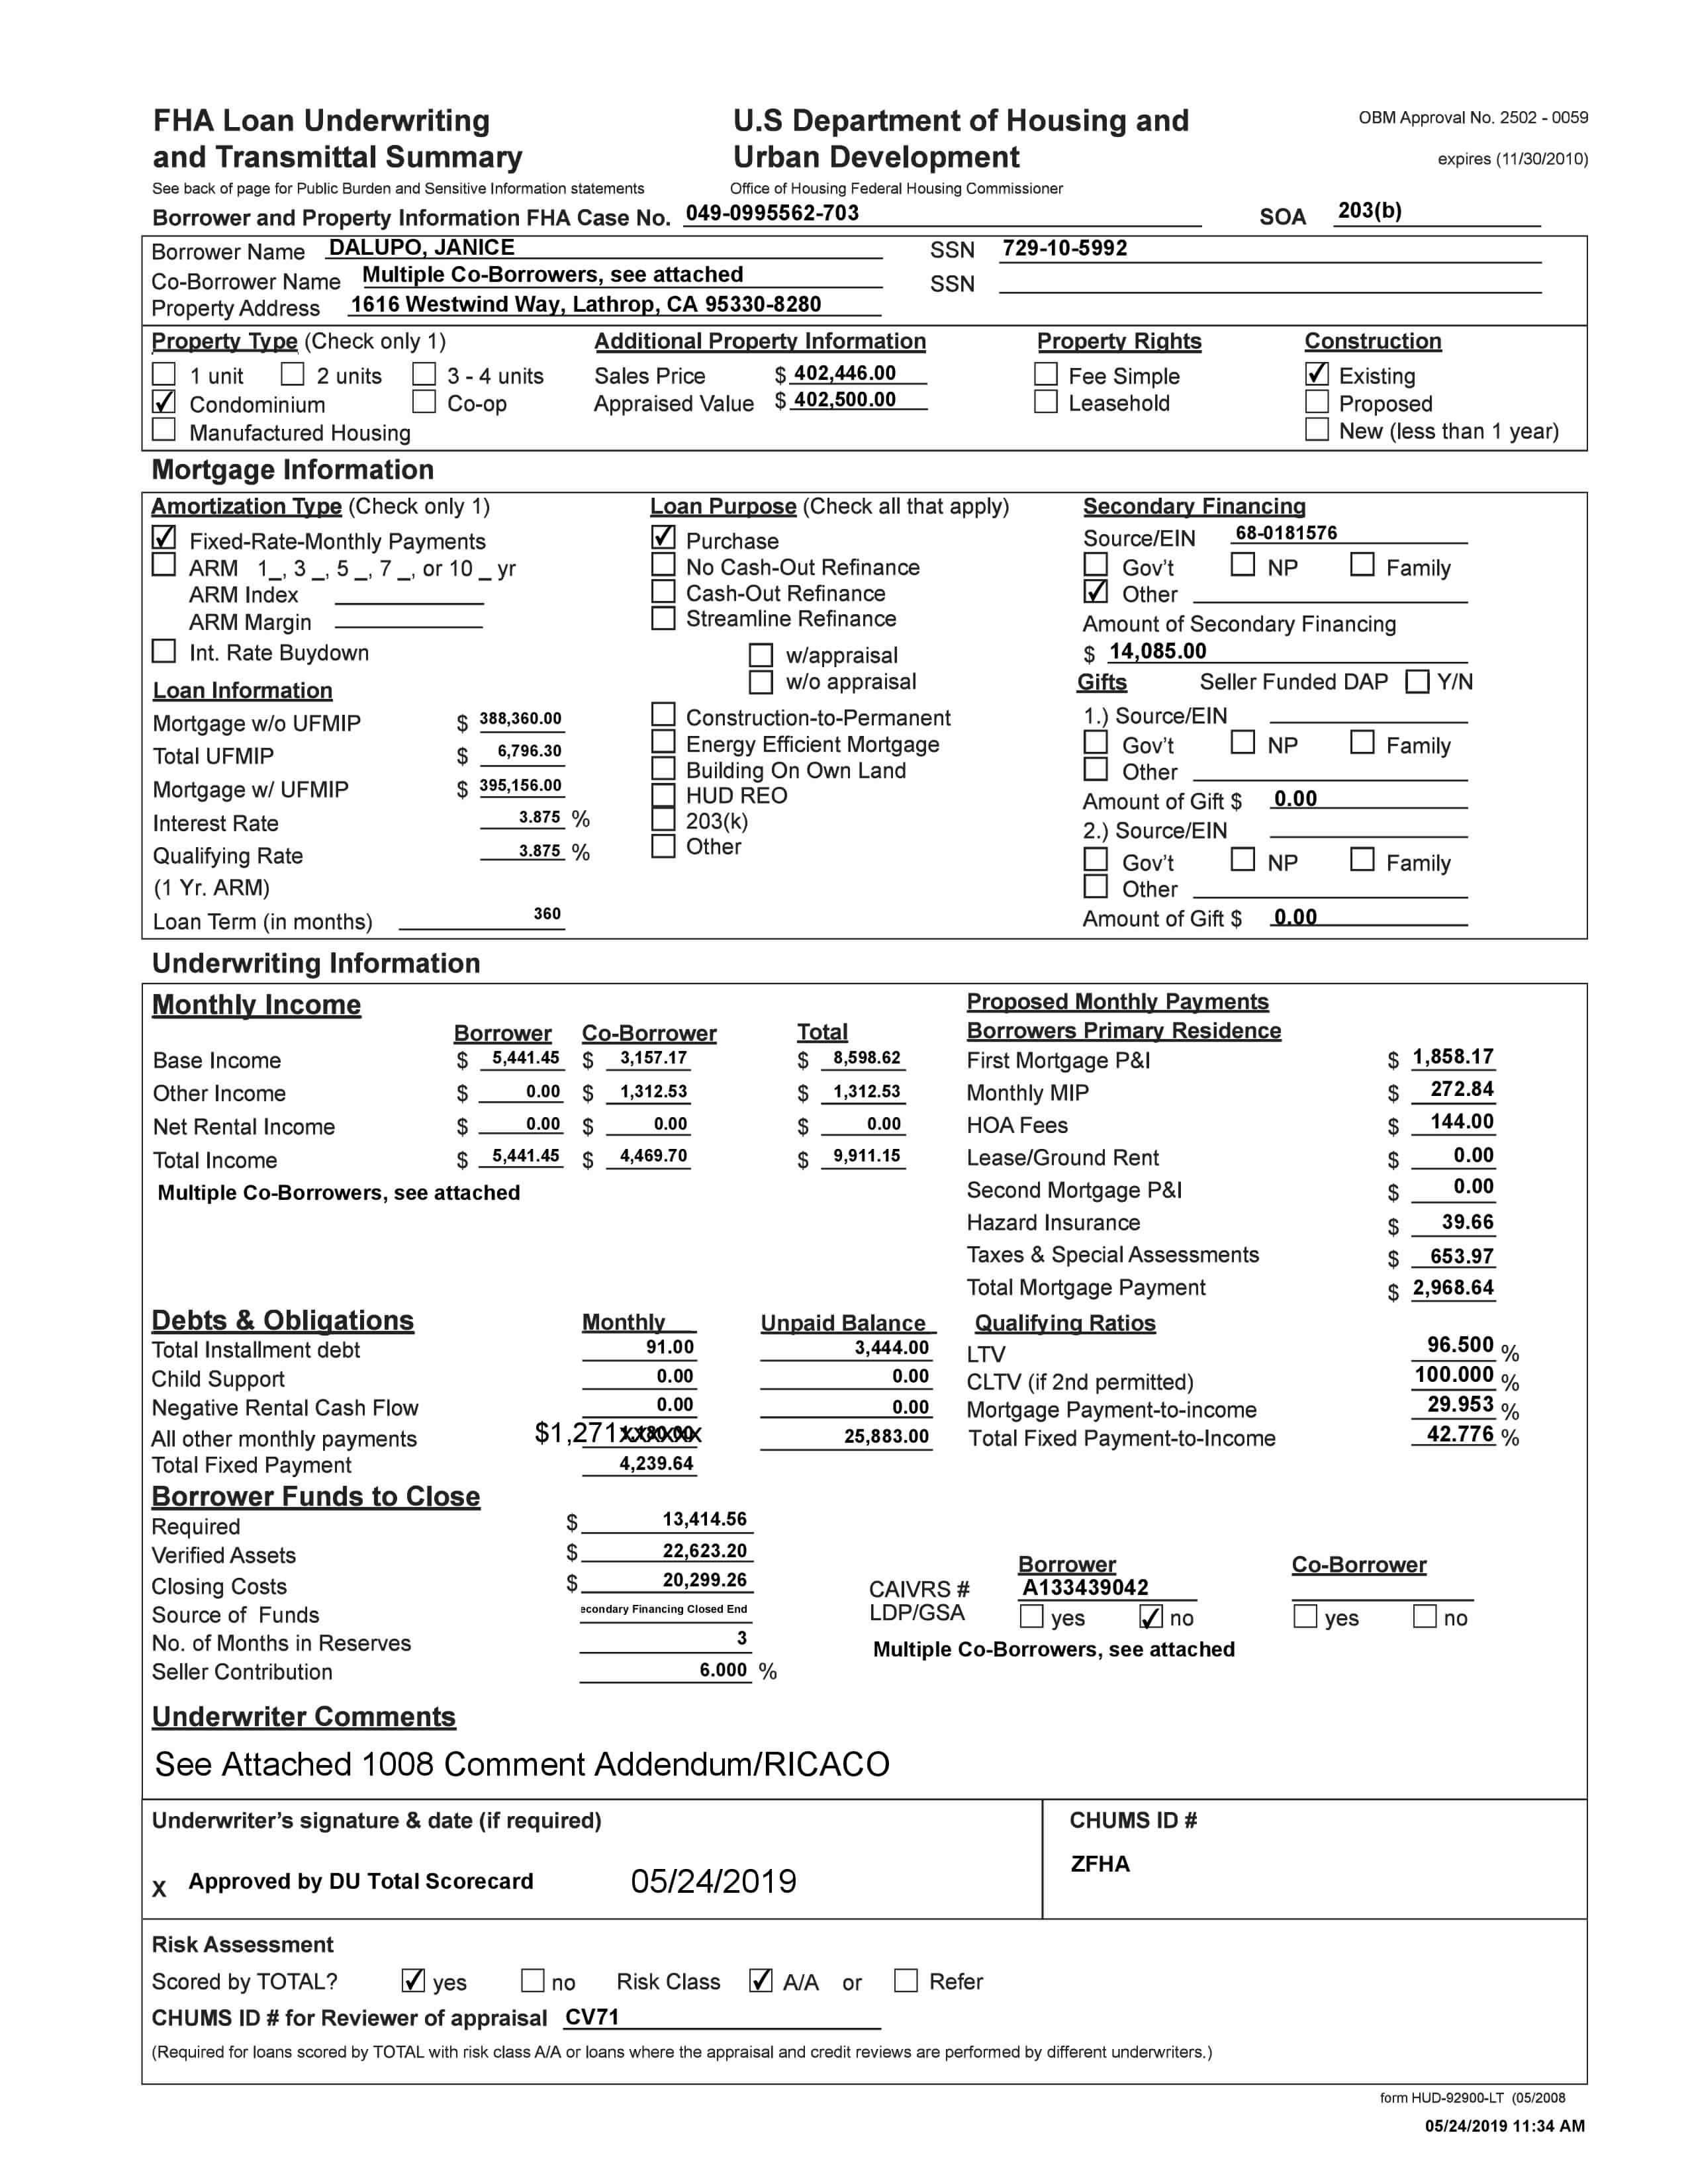 FHA Loan Underwriting
and Transmittal Summary
See back of page for Public Burden and Sensitive Information statements
U.S Department of Housing and
Urban Development
Office of Housing Federal Housing Commissioner
OBM Approval No. 2502 - 0059
expires (11/30/2010)
Borrower and Property Information FHA Case No. 049-0995562-703 SOA 203(b)
Borrower Name DALUPO, JANICE SSN 729-10-5992
Co-Borrower Name Multiple Co-Borrowers, see attached SSN
Property Address 1616 Westwind Way, Lathrop, CA 95330-8280
Property Type (Check only 1)
1 unit 2 units 3 - 4 units
Condominium Co-op
Manufactured Housing
Additional Property Information
Sales Price $ 402,446.00
Appraised Value $ 402,500.00
Property Rights
Fee Simple
Leasehold
Construction
Existing
Proposed
New (less than 1 year)
Mortgage Information
Amortization Type (Check only 1)
Fixed-Rate-Monthly Payments
ARM 1_, 3 _, 5 _, 7 _, or 10 _ yr
ARM Index
ARM Margin
Int. Rate Buydown
Loan Information
Mortgage w/o UFMIP $ 388,360.00
Total UFMIP $ 6,796.30
Mortgage w/ UFMIP $ 395,156.00
Interest Rate 3.875 %
Qualifying Rate 3.875 %
(1 Yr. ARM)
Loan Term (in months) 360
Loan Purpose (Check all that apply)
Purchase
No Cash-Out Refinance
Cash-Out Refinance
Streamline Refinance
w/appraisal
w/o appraisal
Construction-to-Permanent
Energy Efficient Mortgage
Building On Own Land
HUD REO
203(k)
Other
Secondary Financing
Source/EIN 68-0181576
Gov't NP Family
Other
Amount of Secondary Financing
$ 14,085.00
Gifts Seller Funded DAP Y/N
1.) Source/EIN
Gov't NP Family
Other
Amount of Gift $ 0.00
2.) Source/EIN
Gov't NP Family
Other
Amount of Gift $ 0.00
Underwriting Information
Monthly Income
Borrower Co-Borrower Total
Base Income $ 5,441.45 $ 3,157.17 $ 8,598.62
Other Income $ 0.00 $ 1,312.53 $ 1,312.53
Net Rental Income $ 0.00 $ 0.00 $ 0.00
Total Income $ 5,441.45 $ 4,469.70 $ 9,911.15
Multiple Co-Borrowers, see attached
Proposed Monthly Payments
Borrowers Primary Residence
First Mortgage P&I $ 1,858.17
Monthly MIP $ 272.84
HOA Fees $ 144.00
Lease/Ground Rent $ 0.00
Second Mortgage P&I $ 0.00
Hazard Insurance $ 39.66
Taxes & Special Assessments $ 653.97
Total Mortgage Payment $ 2,968.64
Debts & Obligations Monthly Unpaid Balance
Total Installment debt 91.00 3,444.00
Child Support 0.00 0.00
Negative Rental Cash Flow 0.00 0.00
All other monthly payments $1,271 25,883.00
Total Fixed Payment 4,239.64
Qualifying Ratios
LTV 96.500 %
CLTV (if 2nd permitted) 100.000 %
Mortgage Payment-to-income 29.953 %
Total Fixed Payment-to-Income 42.776 %
Borrower Funds to Close
Required $ 13,414.56
Verified Assets $ 22,623.20
Closing Costs $ 20,299.26
Source of Funds econdary Financing Closed End
No. of Months in Reserves 3
Seller Contribution 6.000 %
Borrower Co-Borrower
CAIVRS # A133439042
LDP/GSA yes no yes no
Multiple Co-Borrowers, see attached
Underwriter Comments
See Attached 1008 Comment Addendum/RICACO
Underwriter's signature & date (if required)
X Approved by DU Total Scorecard 05/24/2019
CHUMS ID #
ZFHA
Risk Assessment
Scored by TOTAL? yes no Risk Class A/A or Refer
CHUMS ID # for Reviewer of appraisal CV71
(Required for loans scored by TOTAL with risk class A/A or loans where the appraisal and credit reviews are performed by different underwriters.)
form HUD-92900-LT (05/2008
05/24/2019 11:34 AM